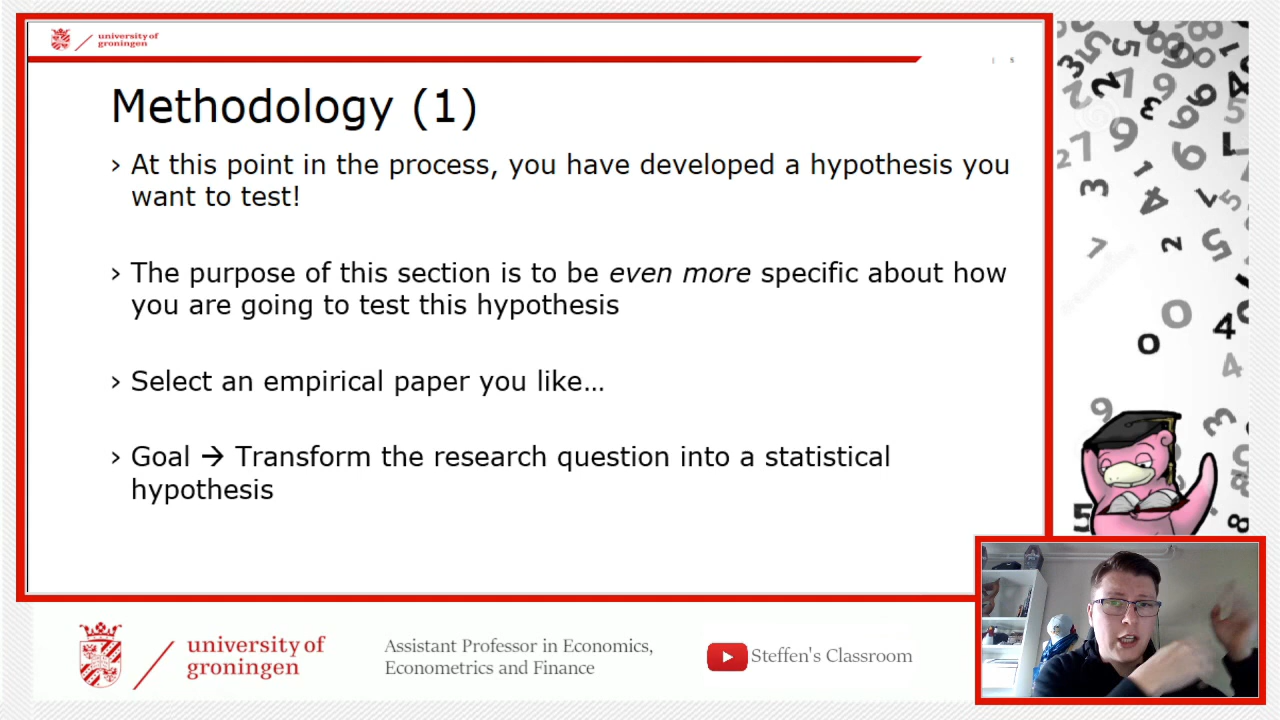 university of
groningen
| 5
Methodology (1)
› At this point in the process, you have developed a hypothesis you
want to test!
› The purpose of this section is to be even more specific about how
you are going to test this hypothesis
› Select an empirical paper you like…
› Goal → Transform the research question into a statistical
hypothesis
university of
groningen
Assistant Professor in Economics,
Econometrics and Finance
Steffen's Classroom